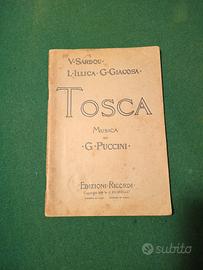 V·SARDOU·
L·ILLICA·G·GIACOSA·
TOSCA
MUSICA
DI
·G·PUCCINI·
EDIZIONI·RICORDI
subito